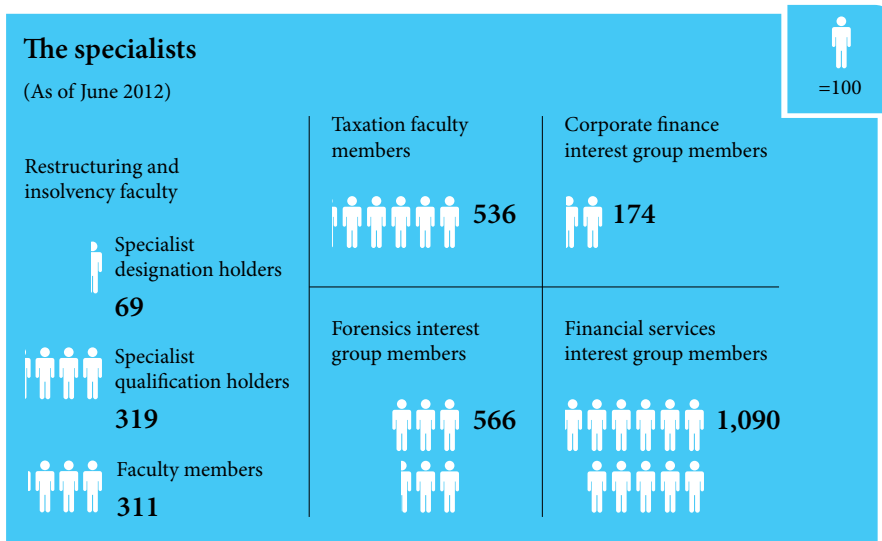 The specialists
(As of June 2012)
=100
Restructuring and
insolvency faculty
Specialist
designation holders
69
Specialist
qualification holders
319
Faculty members
311
Taxation faculty
members
536
Corporate finance
interest group members
174
Forensics interest
group members
566
Financial services
interest group members
1,090